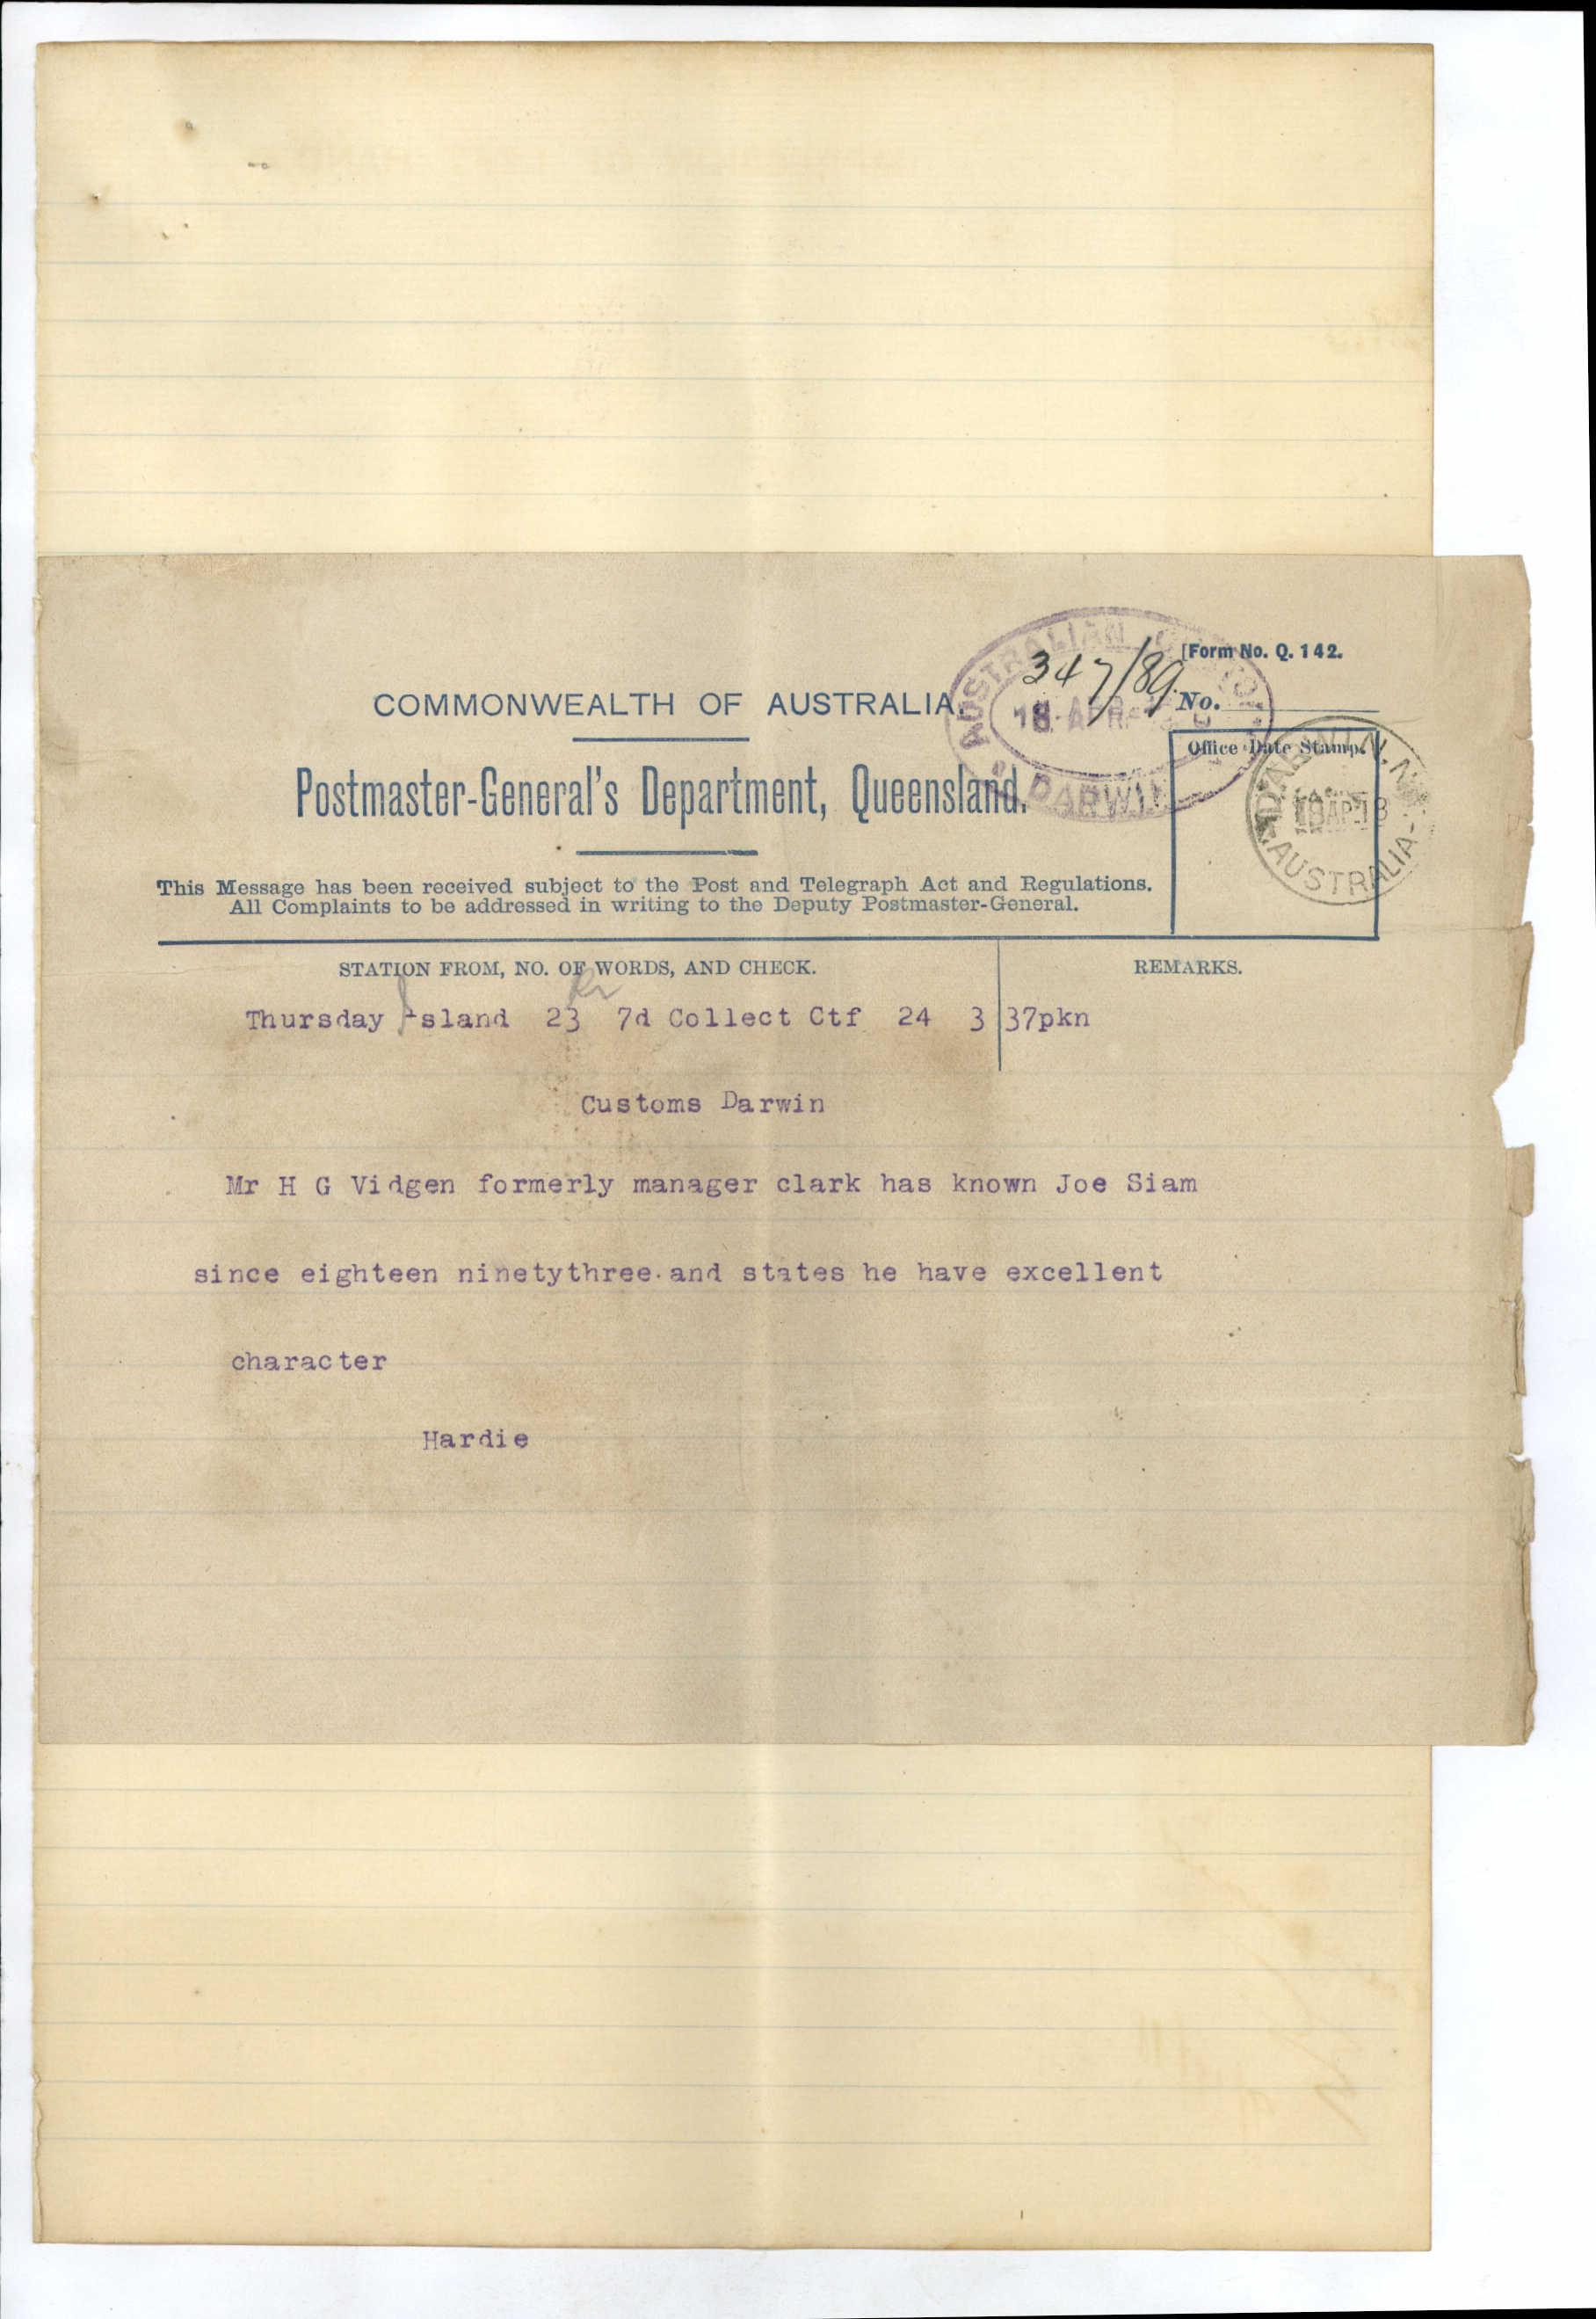 347/89
[Form No. Q. 142.
COMMONWEALTH OF AUSTRALIA.
No.
AUSTRALIAN
18 APR
DARWIN
Postmaster-General's Department, Queensland.
Office Date Stamp.
AUSTRALIA
This Message has been received subject to the Post and Telegraph Act and Regulations.
All Complaints to be addressed in writing to the Deputy Postmaster-General.
STATION FROM, NO. OF WORDS, AND CHECK.
REMARKS.
Thursday Island 23 7d Collect Ctf 24 3 37pkn
Customs Darwin
Mr H G Vidgen formerly manager clark has known Joe Siam
since eighteen ninetythree.and states he have excellent
character
Hardie